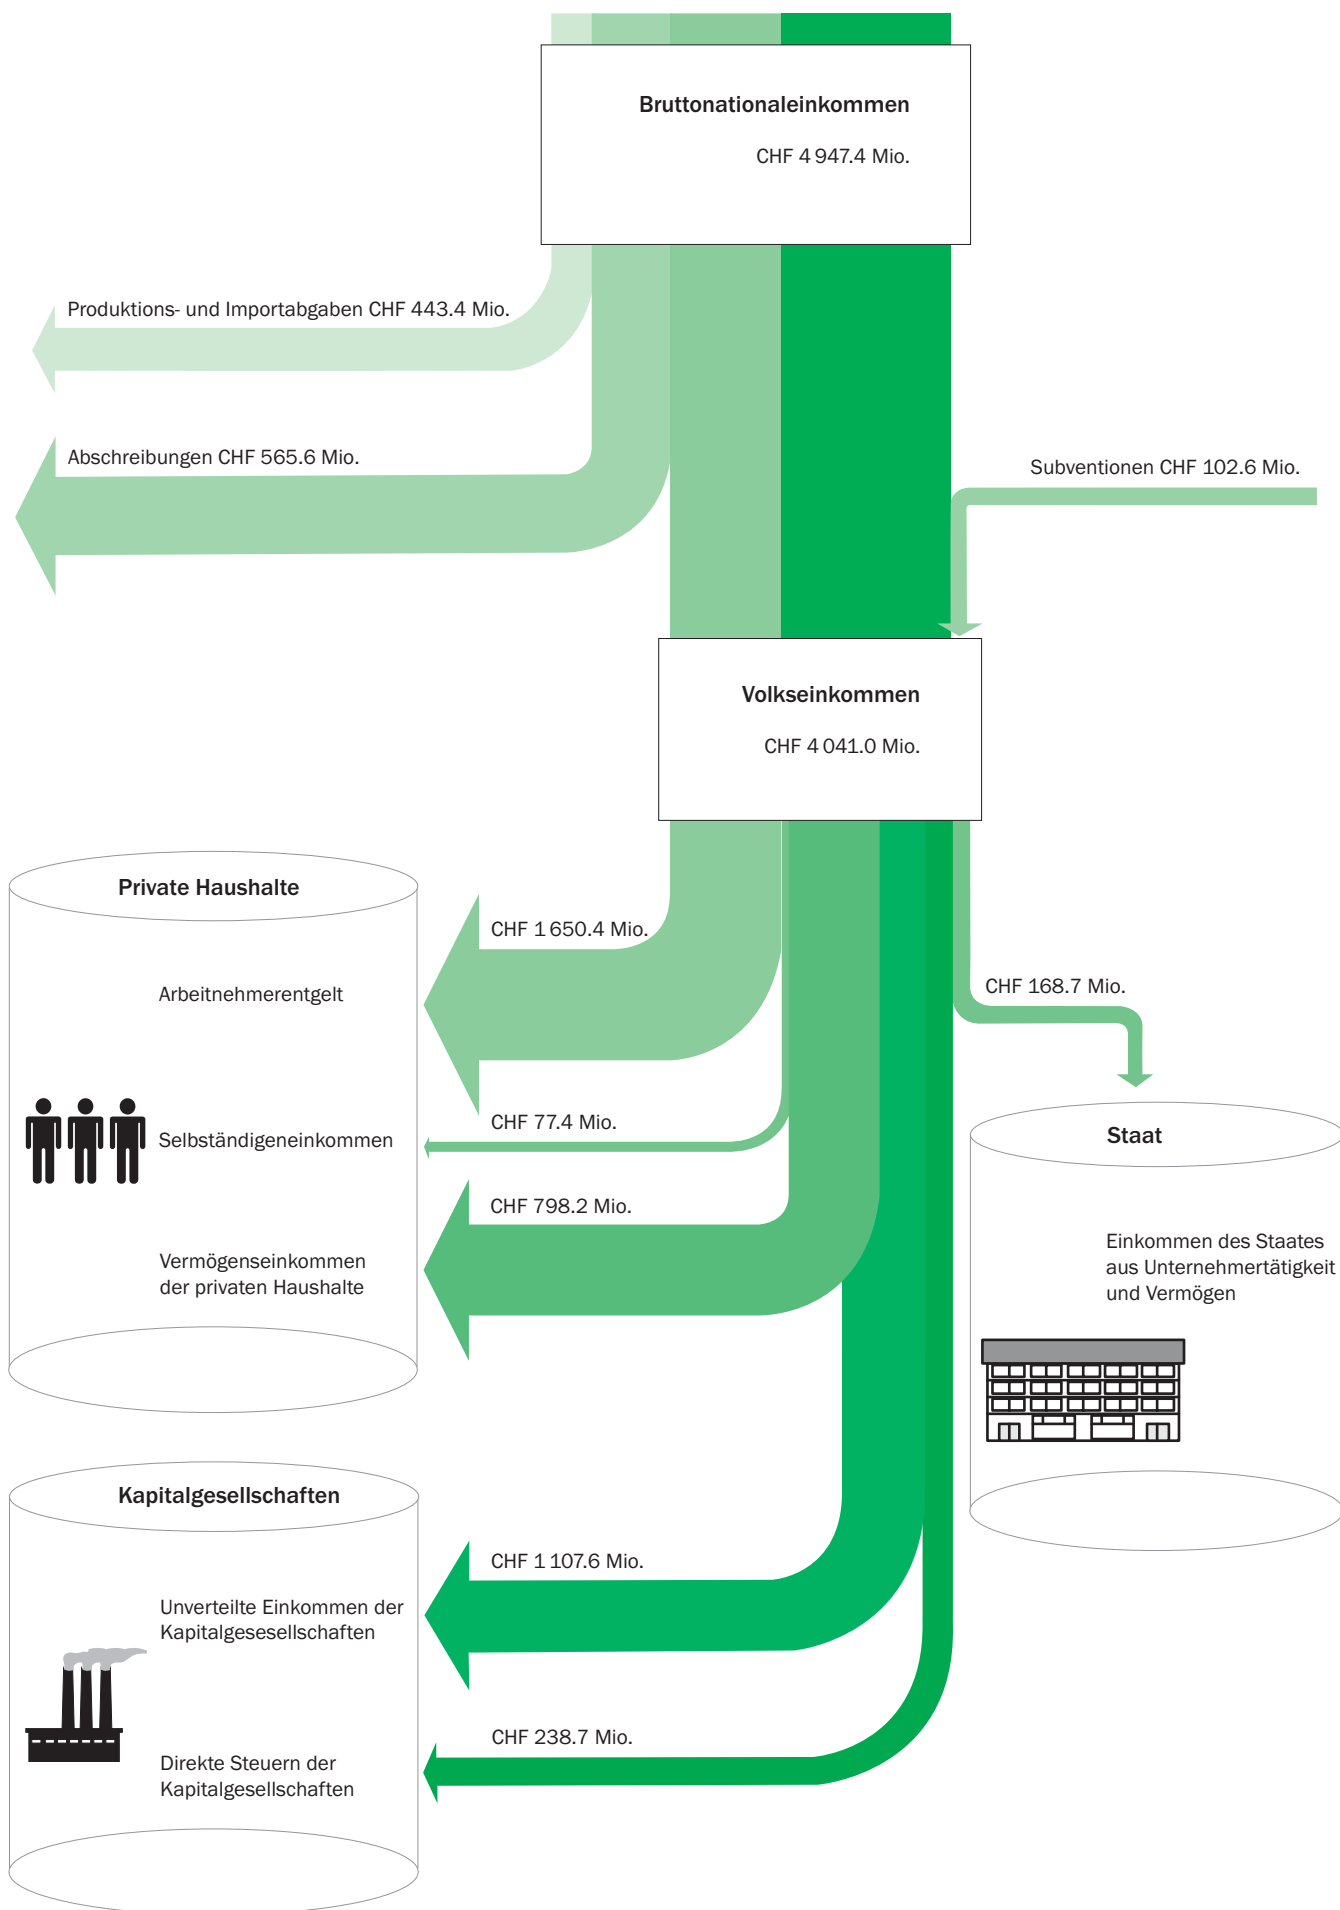 Bruttonationaleinkommen
CHF 4 947.4 Mio.
Produktions- und Importabgaben CHF 443.4 Mio.
Abschreibungen CHF 565.6 Mio.
Subventionen CHF 102.6 Mio.
Volkseinkommen
CHF 4 041.0 Mio.
Private Haushalte
CHF 1 650.4 Mio.
Arbeitnehmerentgelt
CHF 168.7 Mio.
CHF 77.4 Mio.
Selbständigeneinkommen
Staat
CHF 798.2 Mio.
Vermögenseinkommen
der privaten Haushalte
Einkommen des Staates
aus Unternehmertätigkeit
und Vermögen
Kapitalgesellschaften
CHF 1 107.6 Mio.
Unverteilte Einkommen der
Kapitalgesesellschaften
CHF 238.7 Mio.
Direkte Steuern der
Kapitalgesellschaften